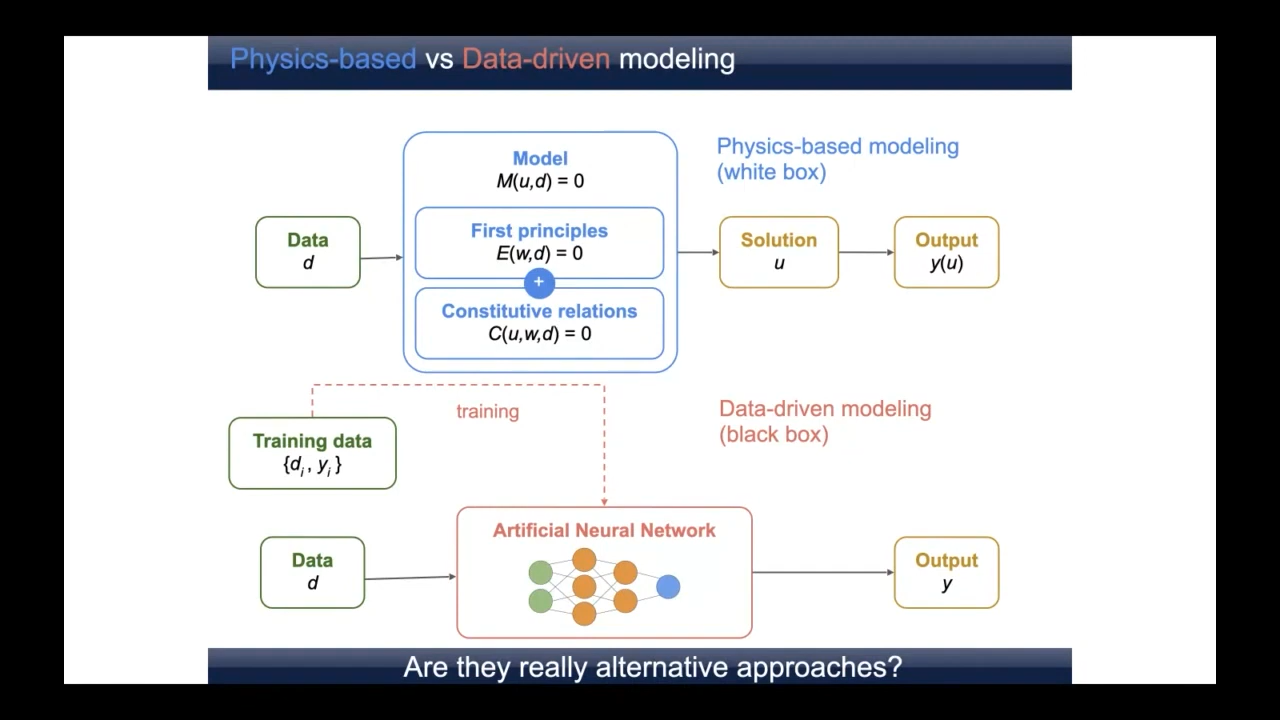 Physics-based vs Data-driven modeling
Physics-based modeling
(white box)
Model
M(u,d) = 0
First principles
E(w,d) = 0
+
Constitutive relations
C(u,w,d) = 0
Data
d
Solution
u
Output
y(u)
training
Data-driven modeling
(black box)
Training data
{di , yi }
Artificial Neural Network
Data
d
Output
y
Are they really alternative approaches?